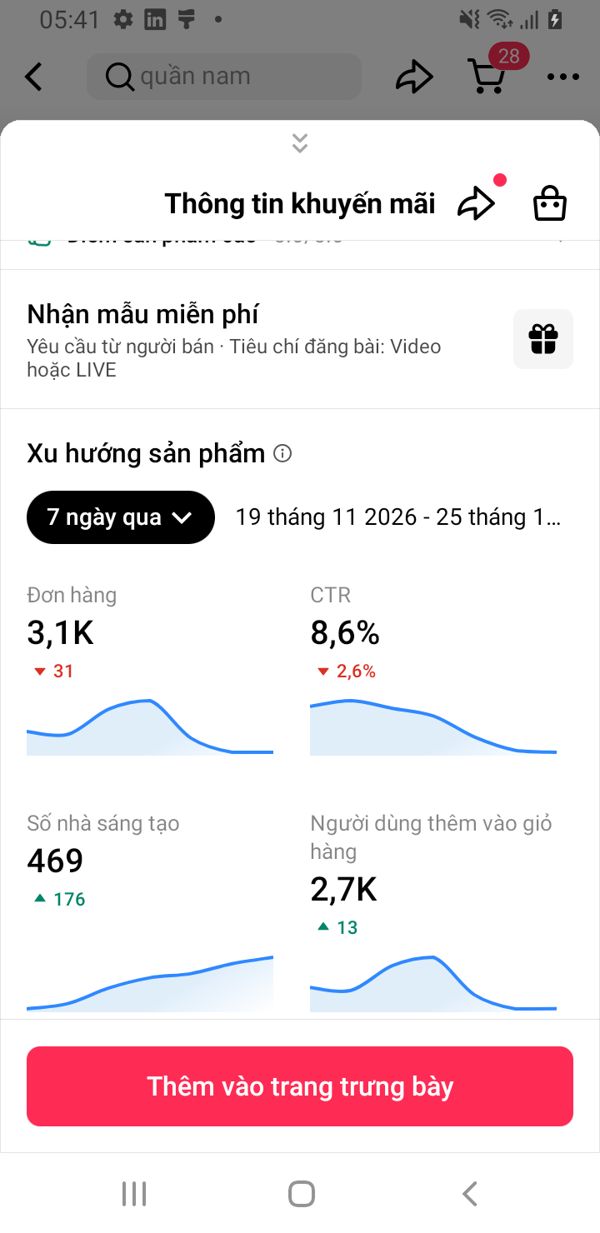 05:41
quần nam
28
Thông tin khuyến mãi
Nhận mẫu miễn phí
Yêu cầu từ người bán · Tiêu chí đăng bài: Video
hoặc LIVE
Xu hướng sản phẩm
7 ngày qua
19 tháng 11 2026 - 25 tháng 1...
Đơn hàng
3,1K
31
CTR
8,6%
2,6%
Số nhà sáng tạo
469
176
Người dùng thêm vào giỏ
hàng
2,7K
13
Thêm vào trang trưng bày